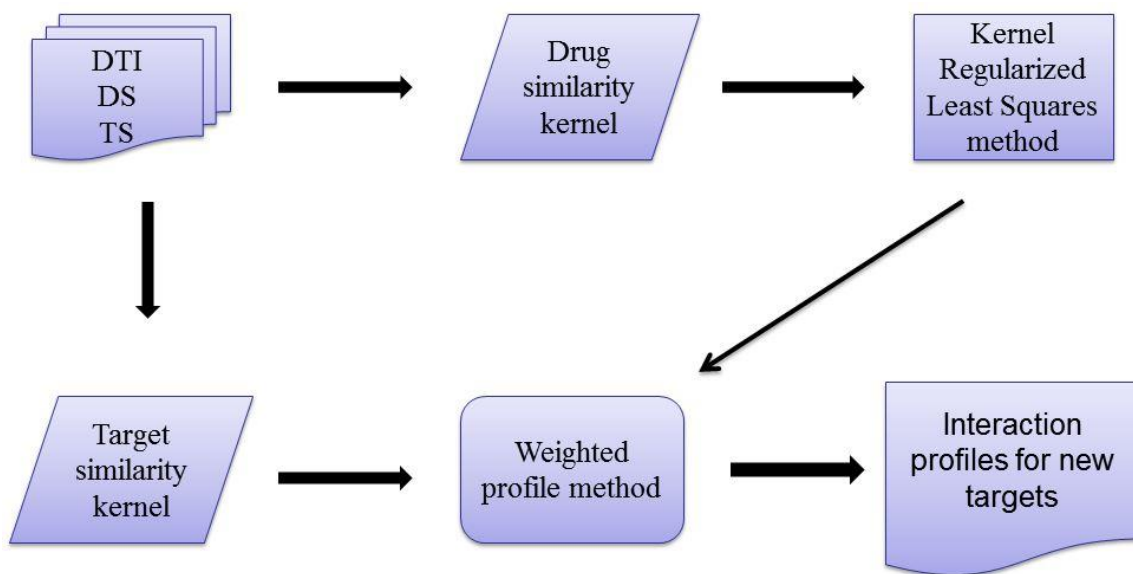 DTI
DS
TS
Drug
similarity
kernel
Kernel
Regularized
Least Squares
method
Target
similarity
kernel
Weighted
profile method
Interaction
profiles for new
targets